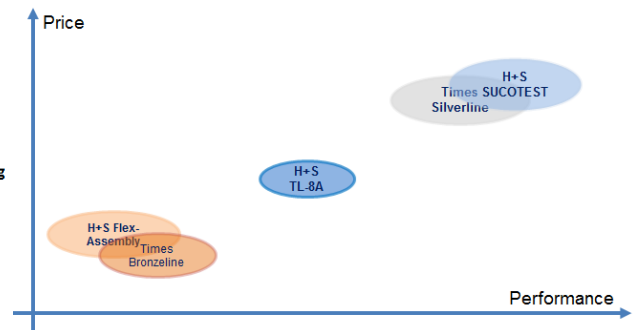 Price
H+S
SUCOTEST
Times
Silverline
H+S
TL-8A
g
H+S Flex-
Assembly
Times
Bronzeline
Performance